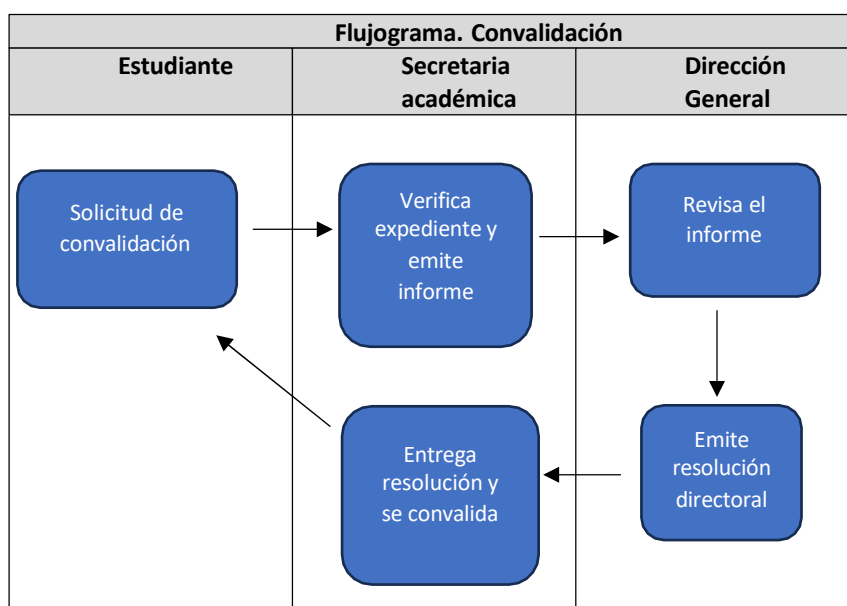 Flujograma. Convalidación
Estudiante
Secretaria
académica
Dirección
General
Solicitud de
convalidación
Verifica
expediente y
emite
informe
Revisa el
informe
Emite
resolución
directoral
Entrega
resolución y
se convalida